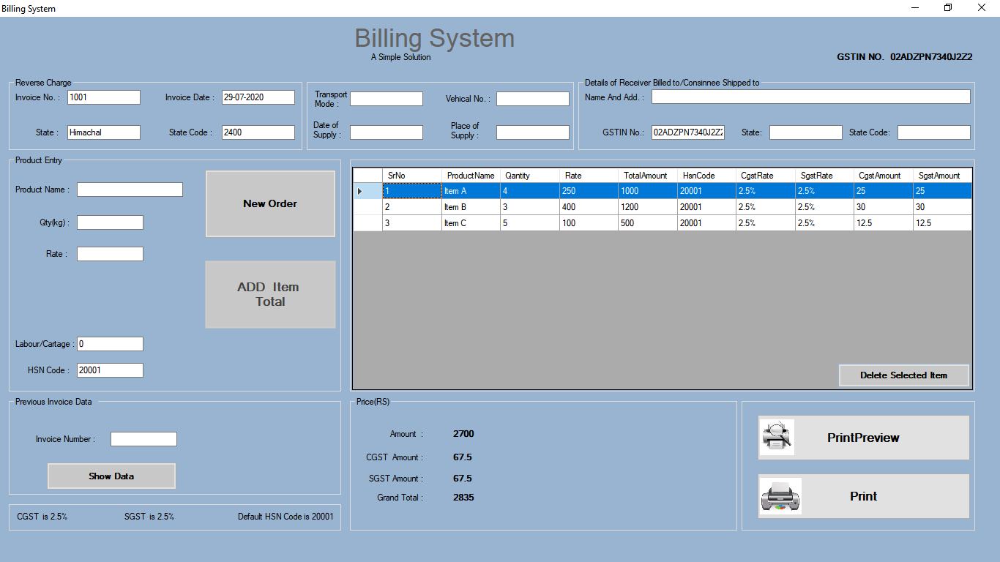 Billing System
Billing System
A Simple Solution
GSTIN NO. 02ADZPN7340J2Z2
Reverse Charge
Invoice No. : 1001 Invoice Date : 29-07-2020
State : Himachal State Code : 2400
Transport Mode : Vehical No. :
Date of Supply : Place of Supply :
Details of Receiver Billed to/Consinnee Shipped to
Name And Add. :
GSTIN No.: 02ADZPN7340J2Z2 State: State Code:
Product Entry
Product Name :
Qty(kg) :
Rate :
New Order
ADD Item
Total
Labour/Cartage : 0
HSN Code : 20001
SrNo ProductName Qantity Rate TotalAmount HsnCode CgstRate SgstRate CgstAmount SgstAmount
1 Item A 4 250 1000 20001 2.5% 2.5% 25 25
2 Item B 3 400 1200 20001 2.5% 2.5% 30 30
3 Item C 5 100 500 20001 2.5% 2.5% 12.5 12.5
Delete Selected Item
Previous Invoice Data
Invoice Number :
Show Data
CGST is 2.5% SGST is 2.5% Default HSN Code is 20001
Price(RS)
Amount : 2700
CGST Amount : 67.5
SGST Amount : 67.5
Grand Total : 2835
PrintPreview
Print